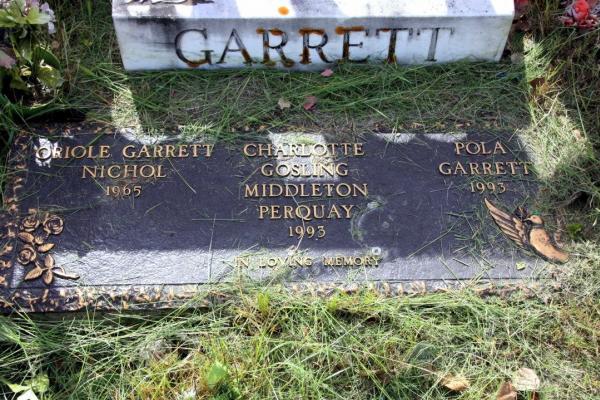 GARRETT
ORIOLE GARRETT
NICHOL
1965
CHARLOTTE
GOSLING
MIDDLETON
PERQUAY
1993
POLA
GARRETT
1993
IN LOVING MEMORY